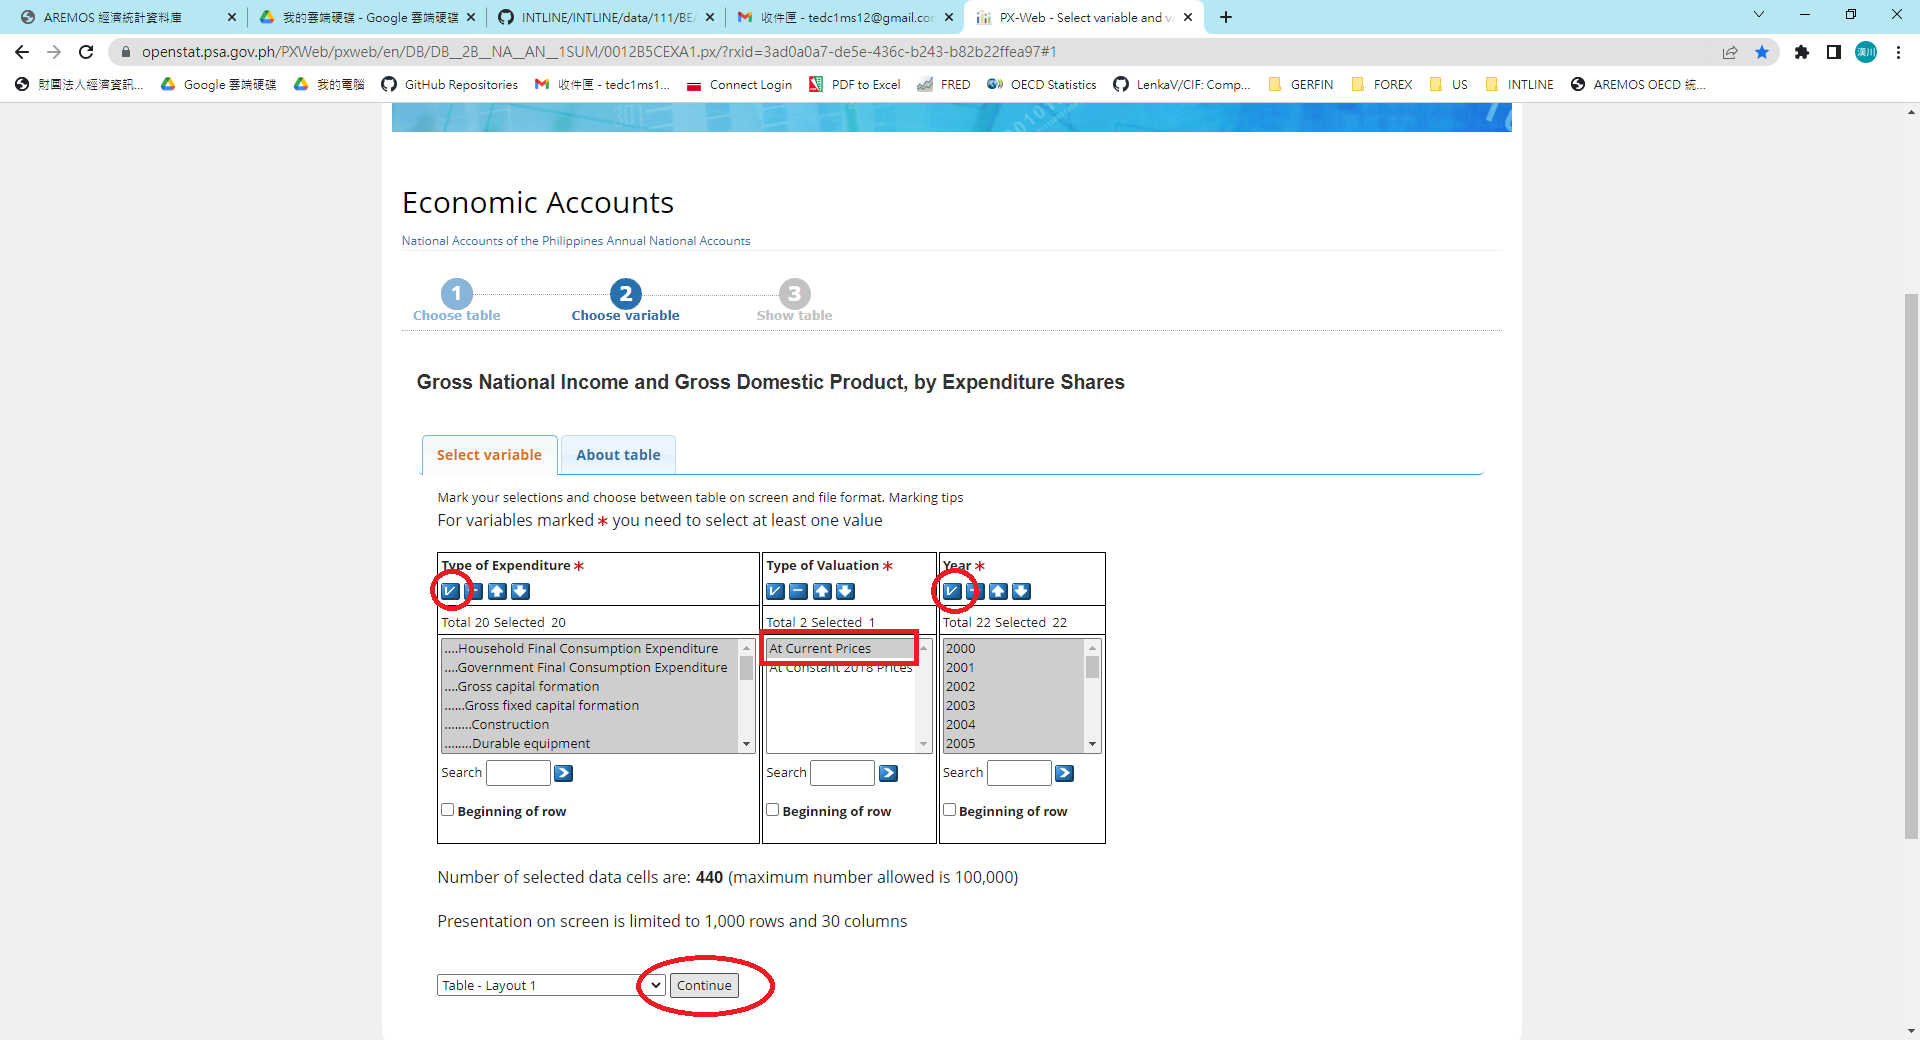 AREMOS 經濟統計資料庫
我的雲端硬碟 - Google 雲端硬碟
INTLINE/INTLINE/data/111/BEA
收件匣 - tedc1ms12@gmail.com
PX-Web - Select variable and va
openstat.psa.gov.ph/PXWeb/pxweb/en/DB/DB__2B__NA__AN__1SUM/0012B5CEXA1.px/?rxid=3ad0a0a7-de5e-436c-b243-b82b22ffea97#1
漢川
財團法人經濟資訊...
Google 雲端硬碟
我的電腦
GitHub Repositories
收件匣 - tedc1ms1...
Connect Login
PDF to Excel
FRED
OECD Statistics
LenkaV/CIF: Comp...
GERFIN
FOREX
US
INTLINE
AREMOS OECD 統...
Economic Accounts
National Accounts of the Philippines Annual National Accounts
1 2 3
Choose table Choose variable Show table
Gross National Income and Gross Domestic Product, by Expenditure Shares
Select variable About table
Mark your selections and choose between table on screen and file format. Marking tips
For variables marked * you need to select at least one value
Type of Expenditure *
Total 20 Selected 20
....Household Final Consumption Expenditure
....Government Final Consumption Expenditure
....Gross capital formation
......Gross fixed capital formation
........Construction
........Durable equipment
Search
Beginning of row
Type of Valuation *
Total 2 Selected 1
At Current Prices
At Constant 2018 Prices
Search
Beginning of row
Year *
Total 22 Selected 22
2000
2001
2002
2003
2004
2005
Search
Beginning of row
Number of selected data cells are: 440 (maximum number allowed is 100,000)
Presentation on screen is limited to 1,000 rows and 30 columns
Table - Layout 1
Continue